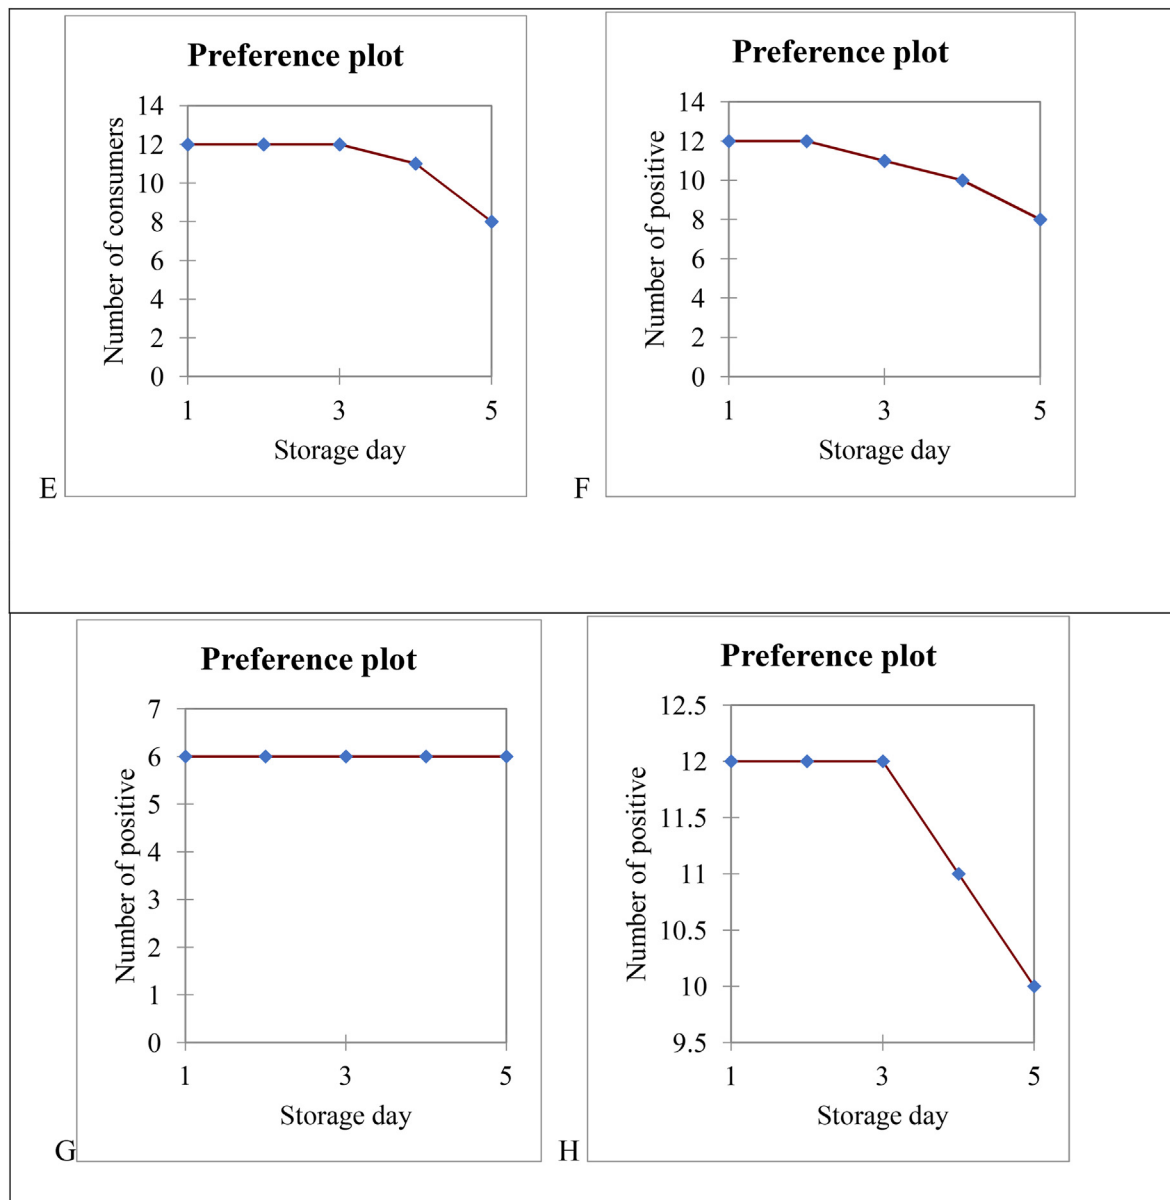 Preference plot
14
12
10
8
6
4
2
0
Number of consumers
1 3 5
Storage day
E
Preference plot
14
12
10
8
6
4
2
0
Number of positive
1 3 5
Storage day
F
Preference plot
7
6
5
4
3
2
1
0
Number of positive
1 3 5
Storage day
G
Preference plot
12.5
12
11.5
11
10.5
10
9.5
Number of positive
1 3 5
Storage day
H